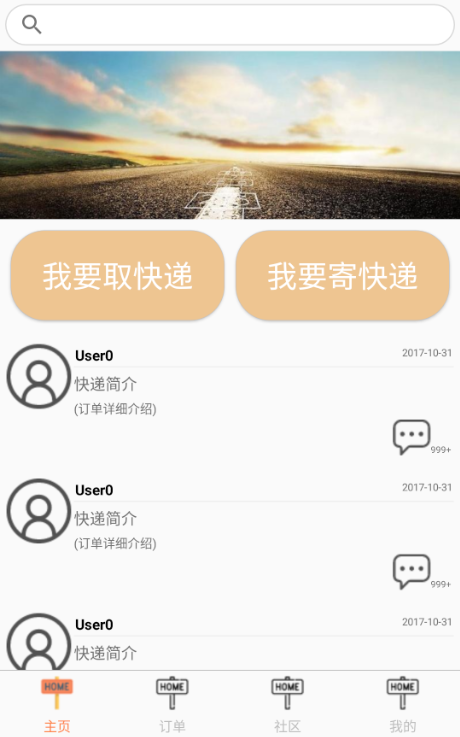 我要取快递 我要寄快递
User0 2017-10-31
快递简介
(订单详细介绍)
999+
User0 2017-10-31
快递简介
(订单详细介绍)
999+
User0 2017-10-31
快递简介
HOME HOME HOME HOME
主页 订单 社区 我的